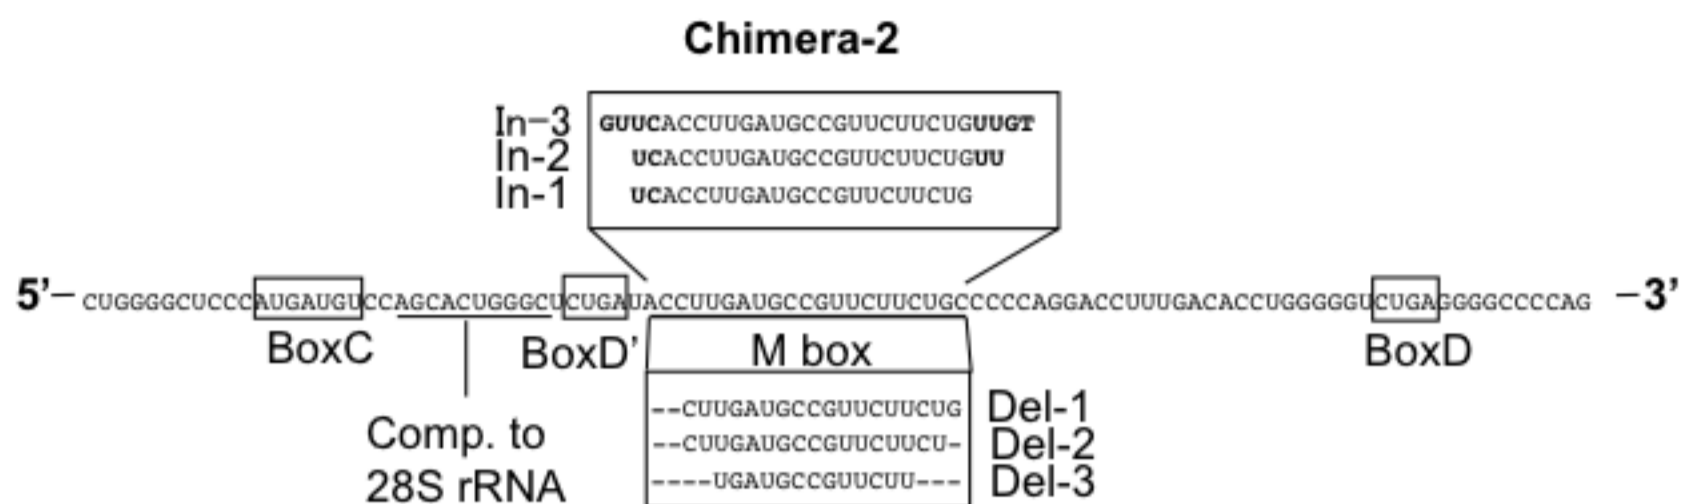 Chimera-2
In-3 GUUCACCUUGAUGCCGUUCUUCUGUUGT
In-2 UCACCUUGAUGCCGUUCUUCUGUU
In-1 UCACCUUGAUGCCGUUCUUCUG
5’– CUGGGGCUCCCAUGAUGUCCAGCACUGGGCUCUGAUACCUUGAUGCCGUUCUUCUGCCCCCAGGACCUUUGACACCUGGGGGUCUGAGGGGCCCCAG –3’
BoxC BoxD’ M box BoxD
--CUUGAUGCCGUUCUUCUG Del-1
Comp. to
--CUUGAUGCCGUUCUUCU- Del-2
28S rRNA
----UGAUGCCGUUCUU--- Del-3